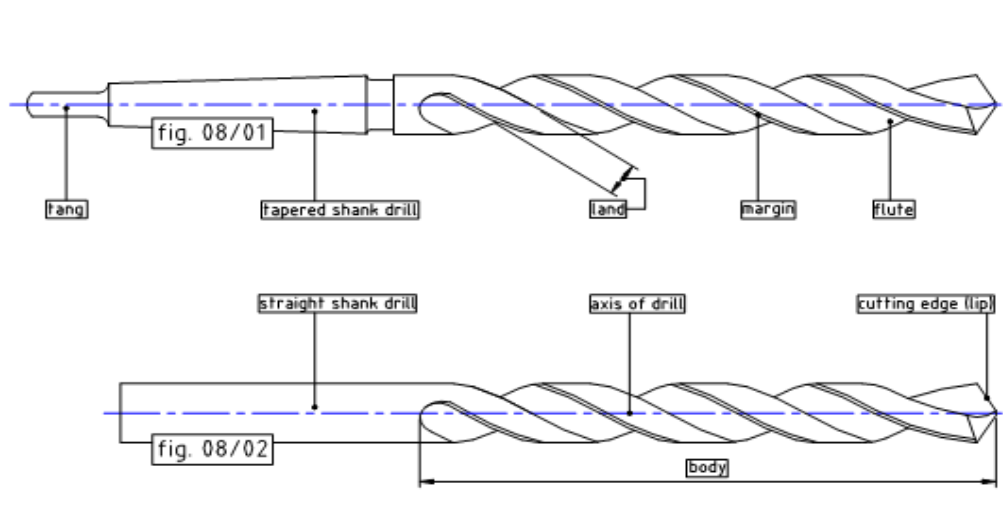 fig. 08/01
tang
tapered shank drill
land
margin
flute
straight shank drill
axis of drill
cutting edge (lip)
fig. 08/02
body